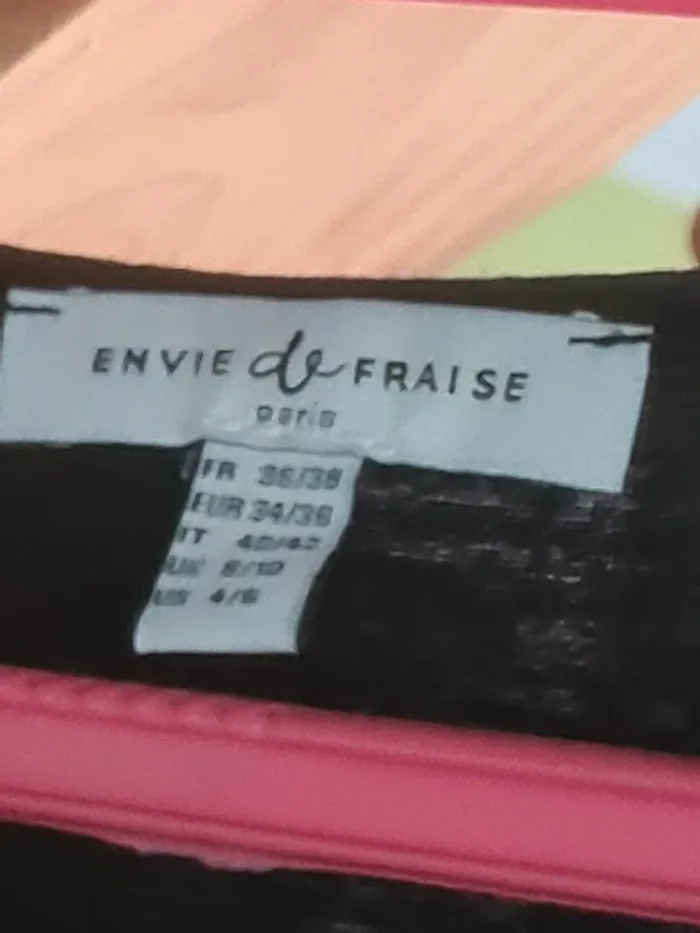 ENVIE de FRAISE
paris
FR 36/38
EUR 34/36
IT 40/42
UK 8/10
US 4/6